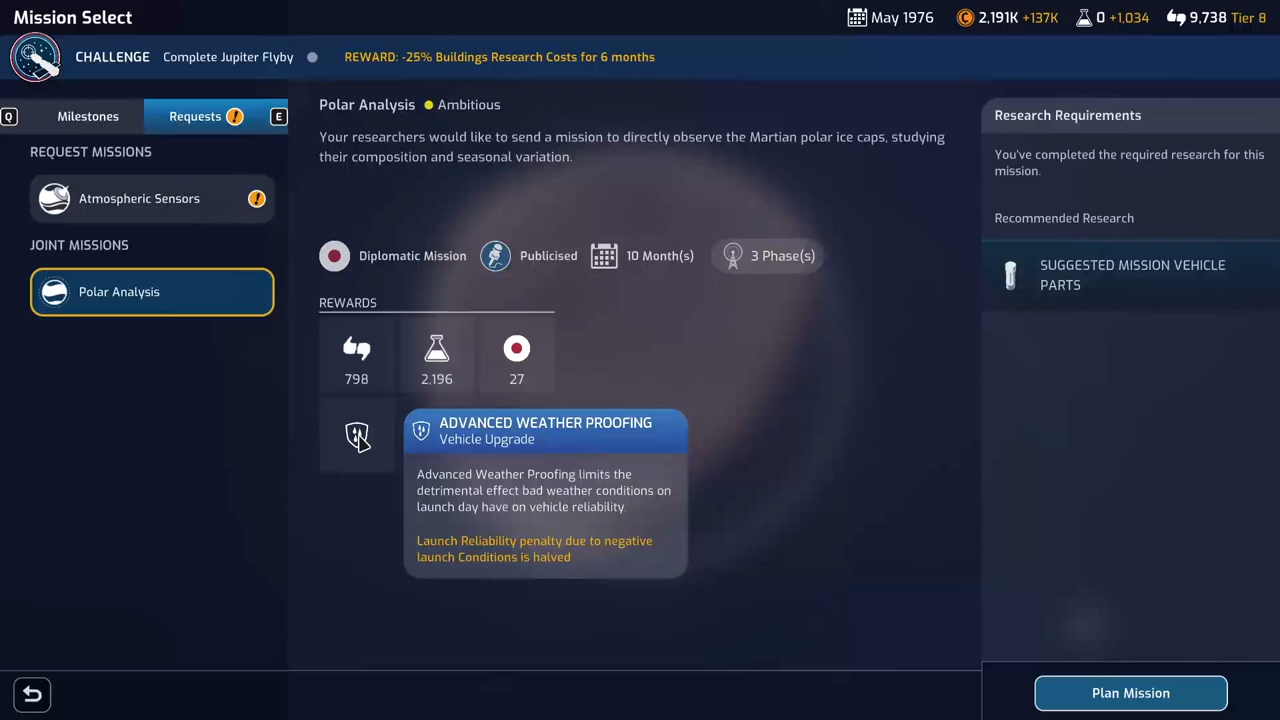 Mission Select
May 1976
2,191K +137K
0 +1,034
9,738 Tier 8
CHALLENGE Complete Jupiter Flyby
REWARD: -25% Buildings Research Costs for 6 months
Q
Milestones
Requests !
E
REQUEST MISSIONS
Atmospheric Sensors !
JOINT MISSIONS
Polar Analysis
Polar Analysis Ambitious
Your researchers would like to send a mission to directly observe the Martian polar ice caps, studying
their composition and seasonal variation.
Diplomatic Mission
Publicised
10 Month(s)
3 Phase(s)
REWARDS
798
2,196
27
ADVANCED WEATHER PROOFING
Vehicle Upgrade
Advanced Weather Proofing limits the
detrimental effect bad weather conditions on
launch day have on vehicle reliability.
Launch Reliability penalty due to negative
launch Conditions is halved
Research Requirements
You've completed the required research for this
mission.
Recommended Research
SUGGESTED MISSION VEHICLE
PARTS
Plan Mission